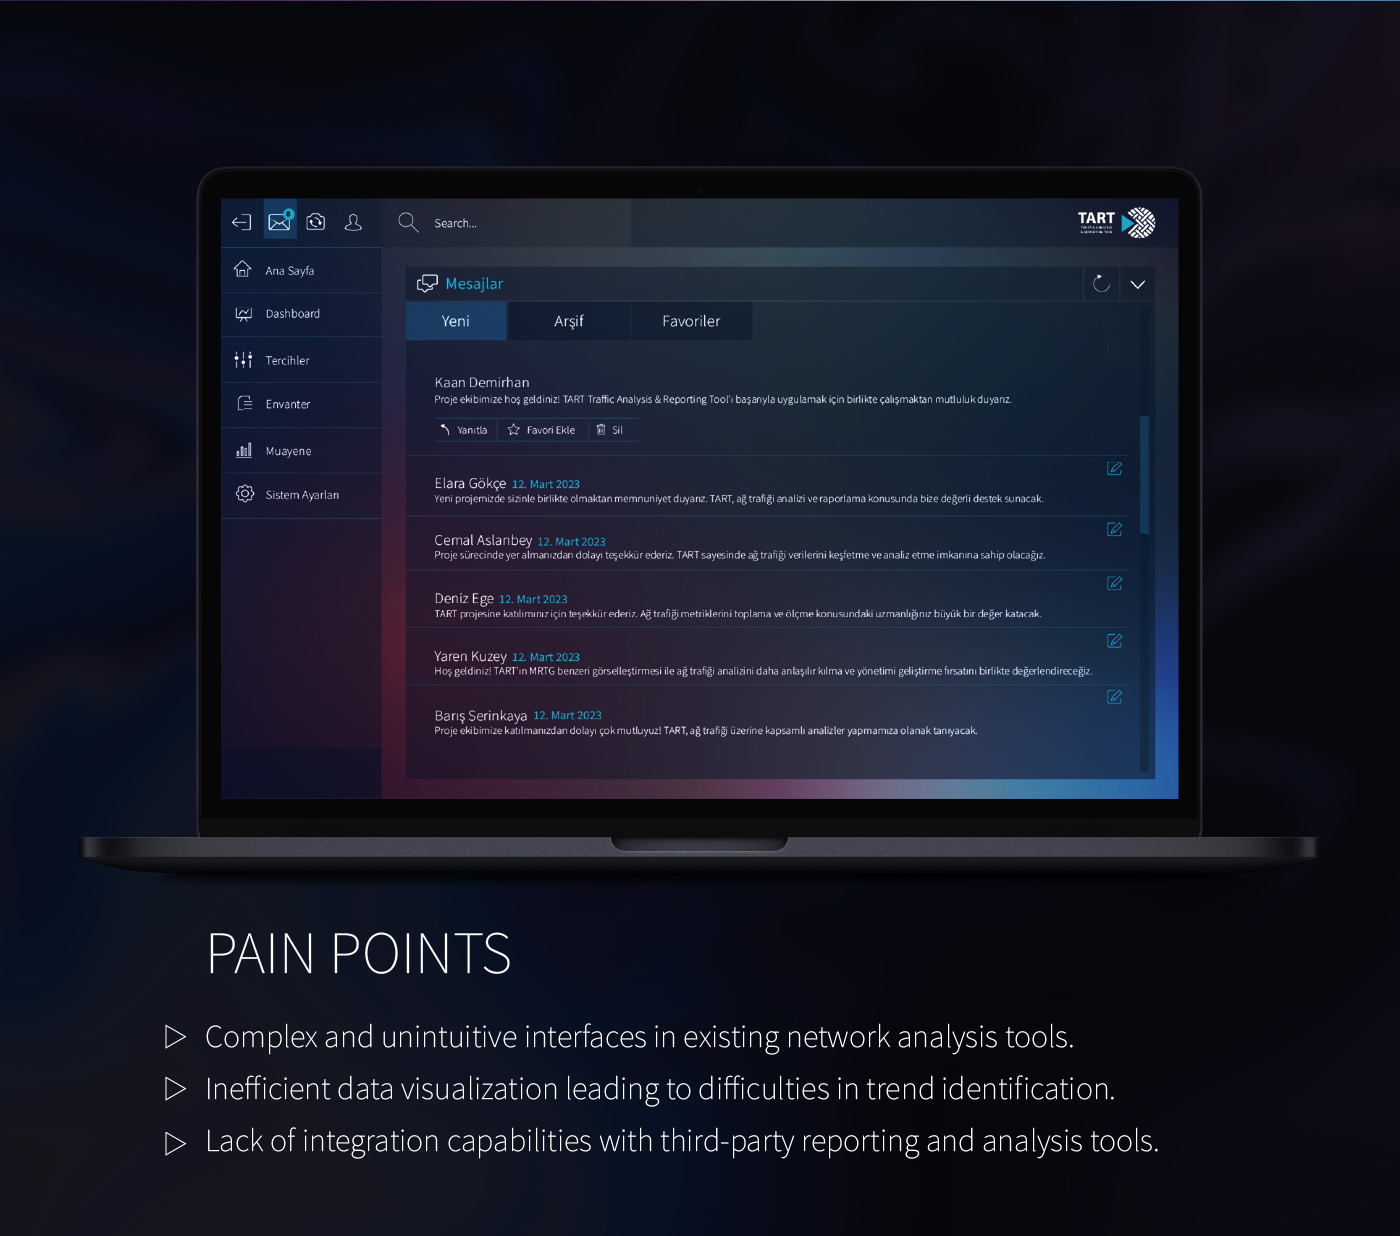 Search...
TART
TRAFFIC ANALYSIS
& REPORTING TOOL
Ana Sayfa
Dashboard
Tercihler
Envanter
Muayene
Sistem Ayarları
Mesajlar
Yeni Arşif Favoriler
Kaan Demirhan
Proje ekibimize hoş geldiniz! TART Traffic Analysis & Reporting Tool'ı başarıyla uygulamak için birlikte çalışmaktan mutluluk duyarız.
Yanıtla Favori Ekle Sil
Elara Gökçe 12. Mart 2023
Yeni projemizde sizinle birlikte olmaktan memnuniyet duyarız. TART, ağ trafiği analizi ve raporlama konusunda bize değerli destek sunacak.
Cemal Aslanbey 12. Mart 2023
Proje sürecinde yer almanızdan dolayı teşekkür ederiz. TART sayesinde ağ trafiği verilerini keşfetme ve analiz etme imkanına sahip olacağız.
Deniz Ege 12. Mart 2023
TART projesine katılımınız için teşekkür ederiz. Ağ trafiği metriklerini toplama ve ölçme konusundaki uzmanlığınız büyük bir değer katacak.
Yaren Kuzey 12. Mart 2023
Hoş geldiniz! TART'ın MRTG benzeri görselleştirmesi ile ağ trafiği analizini daha anlaşılır kılma ve yönetimi geliştirme fırsatını birlikte değerlendireceğiz.
Barış Serinkaya 12. Mart 2023
Proje ekibimize katılmanızdan dolayı çok mutluyuz! TART, ağ trafiği üzerine kapsamlı analizler yapmamıza olanak tanıyacak.
PAIN POINTS
Complex and unintuitive interfaces in existing network analysis tools.
Inefficient data visualization leading to difficulties in trend identification.
Lack of integration capabilities with third-party reporting and analysis tools.